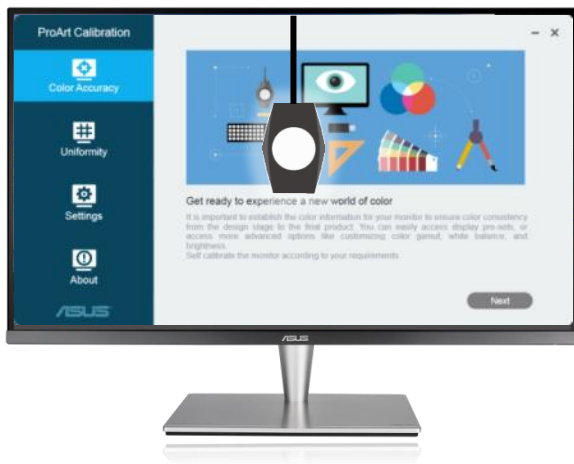 ProArt Calibration
Color Accuracy
Uniformity
Settings
About
ASUS
Get ready to experience a new world of color
It is important to establish the color information for your monitor to ensure color consistency
from the design stage to the final product. You can easily access display pre-sets, or
access more advanced options like customizing color gamut, white balance, and
brightness.
Self calibrate the monitor according to your requirements
Next
ASUS